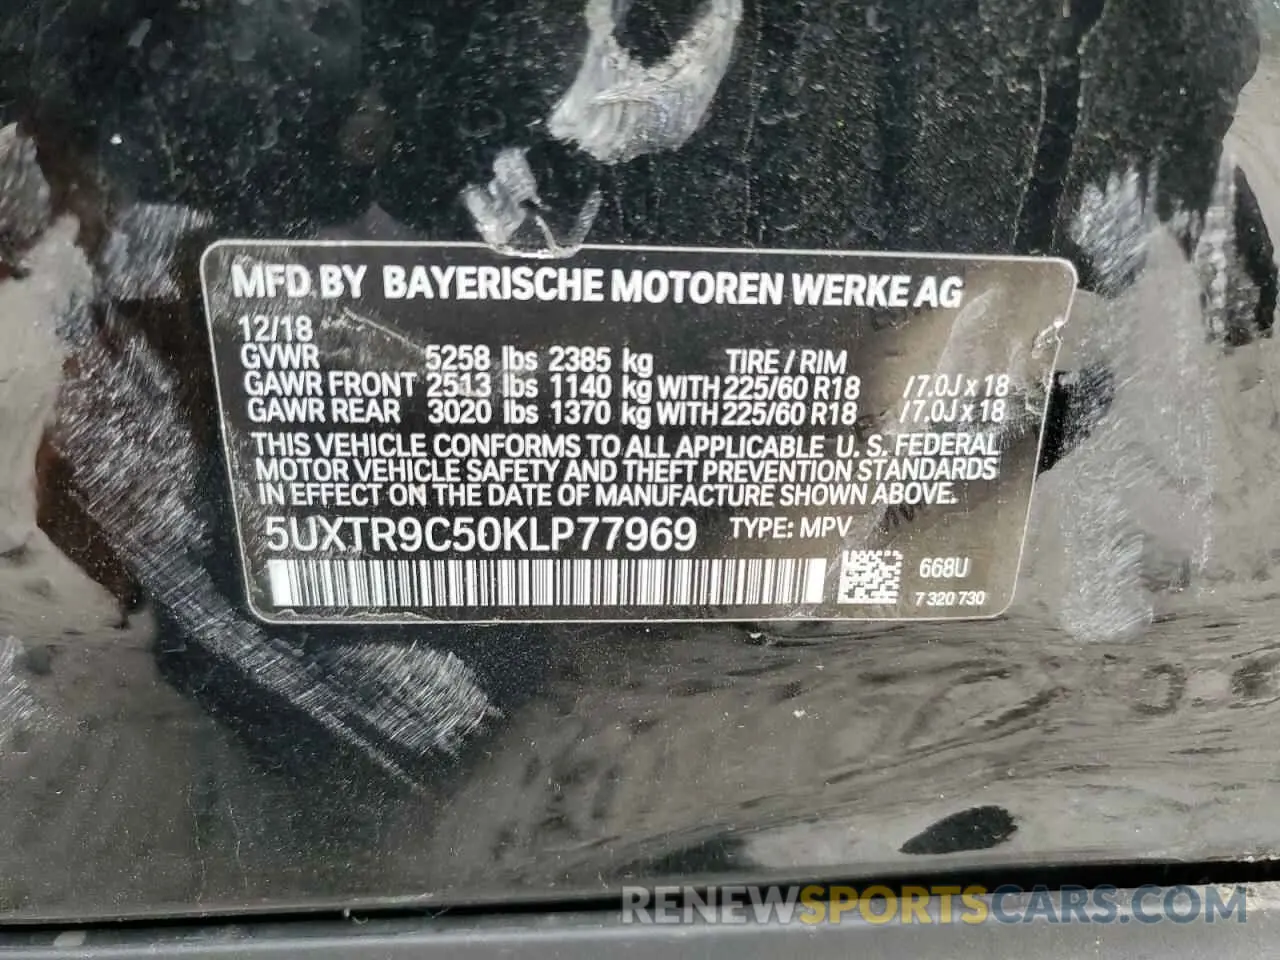 MFD BY BAYERISCHE MOTOREN WERKE AG
12/18
GVWR 5258 lbs 2385 kg TIRE / RIM
GAWR FRONT 2513 lbs 1140 kg WITH 225/60 R18 / 7.0J x 18
GAWR REAR 3020 lbs 1370 kg WITH 225/60 R18 / 7.0J x 18
THIS VEHICLE CONFORMS TO ALL APPLICABLE U. S. FEDERAL
MOTOR VEHICLE SAFETY AND THEFT PREVENTION STANDARDS
IN EFFECT ON THE DATE OF MANUFACTURE SHOWN ABOVE.
5UXTR9C50KLP77969 TYPE: MPV
668U
7 320 730
RENEWSPORTSCARS.COM